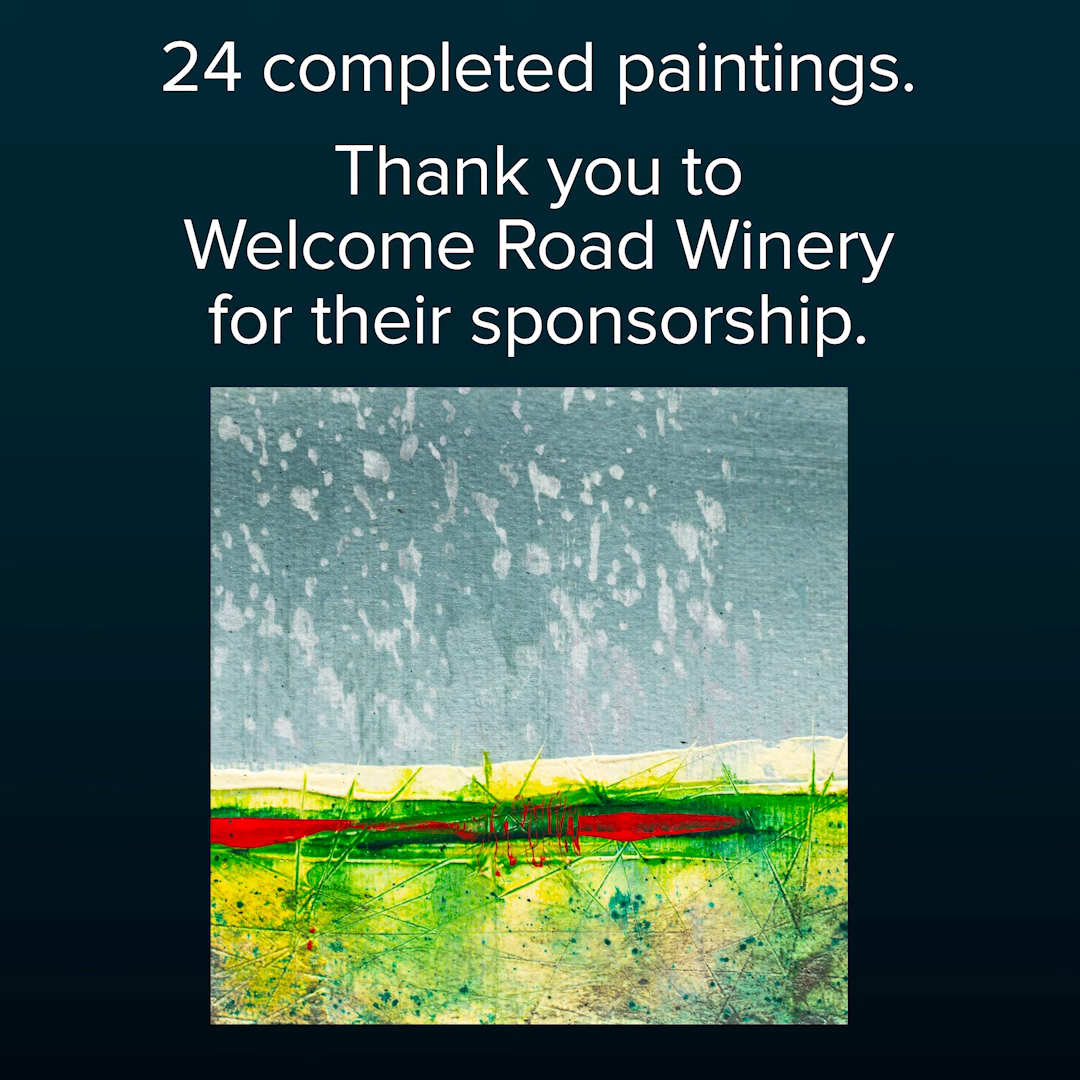 24 completed paintings.
Thank you to
Welcome Road Winery
for their sponsorship.